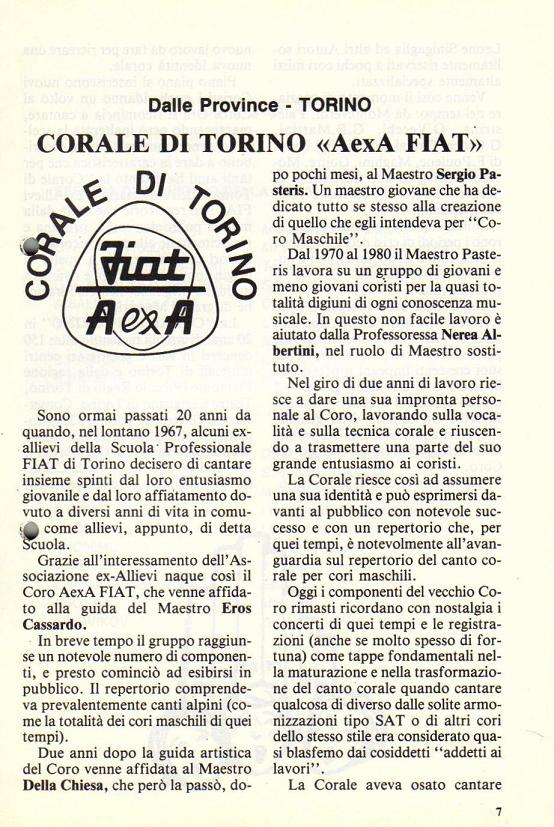 Dalle Province - TORINO
CORALE DI TORINO «AexA FIAT»
CORALE DI TORINO
Fiat
AexA
Sono ormai passati 20 anni da
quando, nel lontano 1967, alcuni ex-
allievi della Scuola Professionale
FIAT di Torino decisero di cantare
insieme spinti dal loro entusiasmo
giovanile e dal loro affiatamento do-
vuto a diversi anni di vita in comu-
come allievi, appunto, di detta
Scuola.
Grazie all'interessamento dell'As-
sociazione ex-Allievi naque così il
Coro AexA FIAT, che venne affida-
to alla guida del Maestro Eros
Cassardo.
In breve tempo il gruppo raggiun-
se un notevole numero di componen-
ti, e presto cominciò ad esibirsi in
pubblico. Il repertorio comprende-
va prevalentemente canti alpini (co-
me la totalità dei cori maschili di quei
tempi).
Due anni dopo la guida artistica
del Coro venne affidata al Maestro
Della Chiesa, che però la passò, do-
po pochi mesi, al Maestro Sergio Pa-
steris. Un maestro giovane che ha de-
dicato tutto se stesso alla creazione
di quello che egli intendeva per "Co-
ro Maschile".
Dal 1970 al 1980 il Maestro Paste-
ris lavora su un gruppo di giovani e
meno giovani coristi per la quasi to-
talità digiuni di ogni conoscenza mu-
sicale. In questo non facile lavoro è
aiutato dalla Professoressa Nerea Al-
bertini, nel ruolo di Maestro sosti-
tuto.
Nel giro di due anni di lavoro rie-
sce a dare una sua impronta perso-
nale al Coro, lavorando sulla voca-
lità e sulla tecnica corale e riuscen-
do a trasmettere una parte del suo
grande entusiasmo ai coristi.
La Corale riesce così ad assumere
una sua identità e può esprimersi da-
vanti al pubblico con notevole suc-
cesso e con un repertorio che, per
quei tempi, è notevolmente all'avan-
guardia sul repertorio del canto co-
rale per cori maschili.
Oggi i componenti del vecchio Co-
ro rimasti ricordano con nostalgia i
concerti di quei tempi e le registra-
zioni (anche se molto spesso di for-
tuna) come tappe fondamentali nel-
la maturazione e nella trasformazio-
ne del canto corale quando cantare
qualcosa di diverso dalle solite armo-
nizzazioni tipo SAT o di altri cori
dello stesso stile era considerato qua-
si blasfemo dai cosiddetti "addetti ai
lavori".
La Corale aveva osato cantare
7